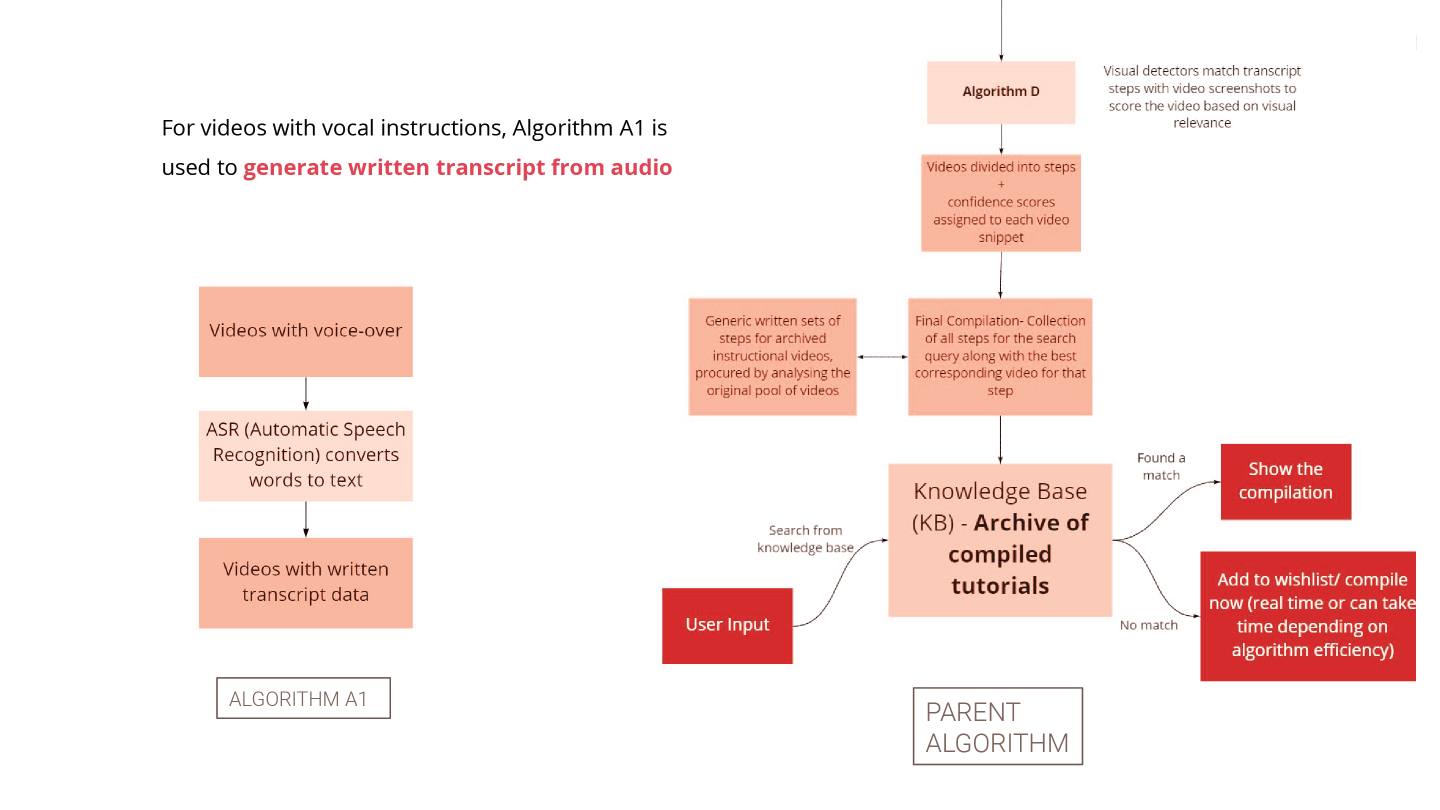 For videos with vocal instructions, Algorithm A1 is
used to generate written transcript from audio
Videos with voice-over
ASR (Automatic Speech
Recognition) converts
words to text
Videos with written
transcript data
ALGORITHM A1
Algorithm D
Visual detectors match transcript
steps with video screenshots to
score the video based on visual
relevance
Videos divided into steps
+
confidence scores
assigned to each video
snippet
Generic written sets of
steps for archived
instructional videos,
procured by analysing the
original pool of videos
Final Compilation- Collection
of all steps for the search
query along with the best
corresponding video for that
step
Search from
knowledge base
User Input
Knowledge Base
(KB) - Archive of
compiled
tutorials
Found a
match
Show the
compilation
No match
Add to wishlist/ compile
now (real time or can take
time depending on
algorithm efficiency)
PARENT
ALGORITHM